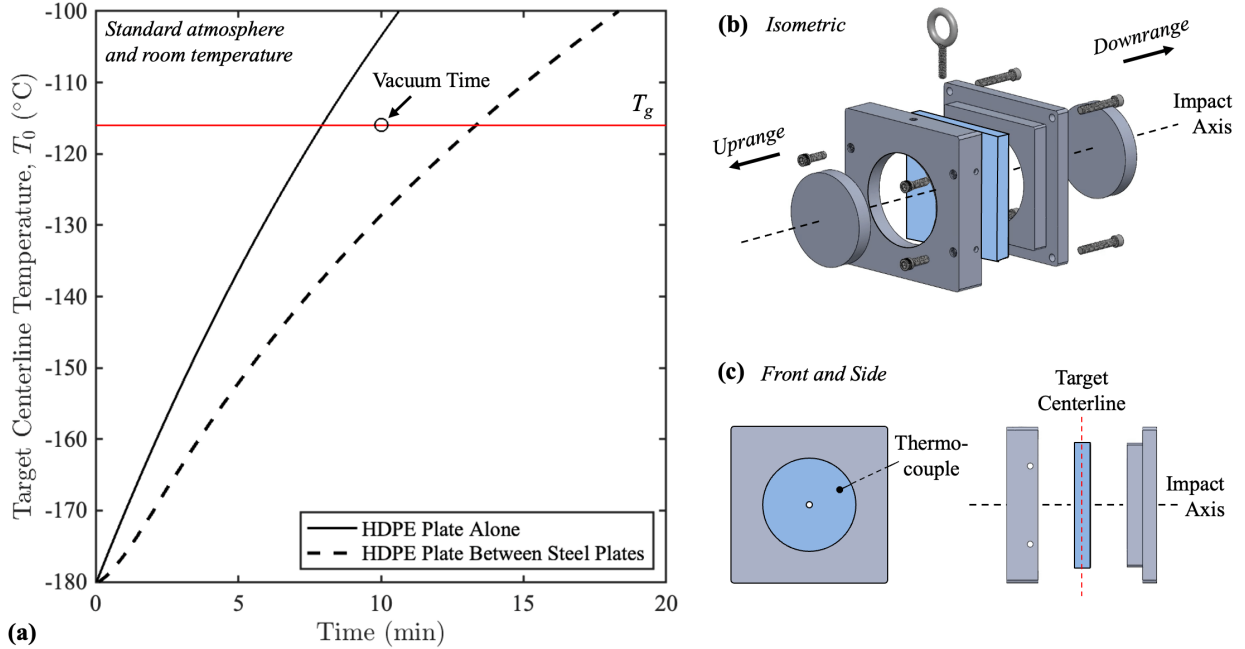 Standard atmosphere
and room temperature
Vacuum Time
T_g
Target Centerline Temperature, T_0 (°C)
-100
-110
-120
-130
-140
-150
-160
-170
-180
HDPE Plate Alone
HDPE Plate Between Steel Plates
0
5
10
15
20
Time (min)
(a)
(b)
Isometric
Downrange
Impact
Axis
Uprange
(c)
Front and Side
Target
Centerline
Thermo-
couple
Impact
Axis